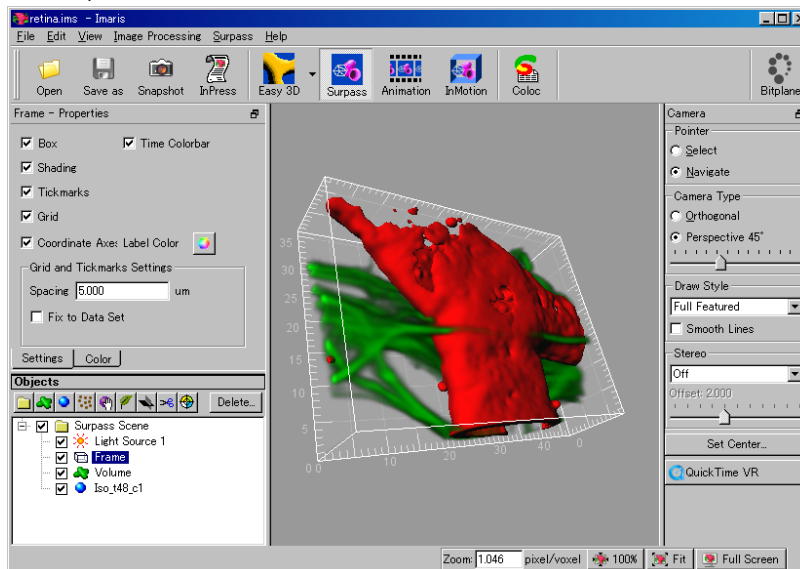 retina.ims - Imaris
File Edit View Image Processing Surpass Help
Open Save as Snapshot InPress Easy 3D Surpass Animation InMotion Coloc Bitplane
Frame - Properties
Box Time Colorbar
Shading
Tickmarks
Grid
Coordinate Axes Label Color
Grid and Tickmarks Settings
Spacing 5.000 um
Fix to Data Set
Settings Color
Objects
Delete...
Surpass Scene
Light Source 1
Frame
Volume
Iso_t48_c1
35
30
25
20
15
10
5
0 0 10 20 30 40 0
Camera
Pointer
Select
Navigate
Camera Type
Orthogonal
Perspective 45°
Draw Style
Full Featured
Smooth Lines
Stereo
Off
Offset: 2.000
Set Center...
QuickTime VR
Zoom: 1.046 pixel/voxel 100% Fit Full Screen